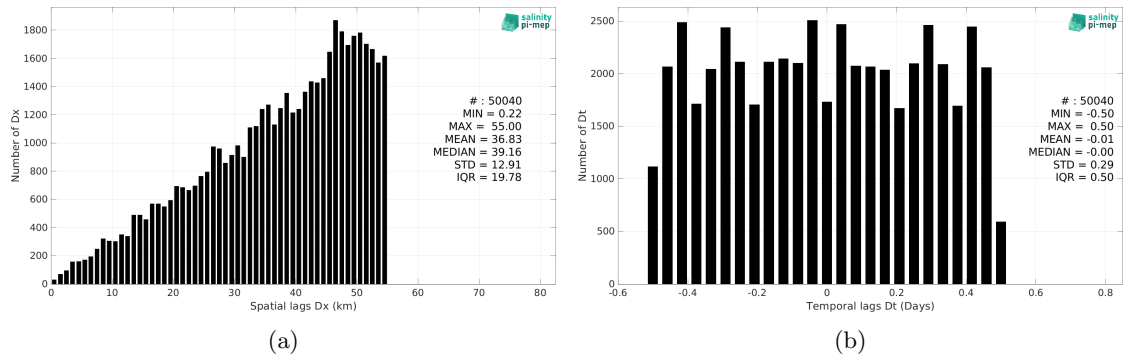 salinity
pi-mep
1800
1600
1400
1200
1000
800
600
400
200
0
Number of Dx
# : 50040
MIN = 0.22
MAX = 55.00
MEAN = 36.83
MEDIAN = 39.16
STD = 12.91
IQR = 19.78
0 10 20 30 40 50 60 70 80
Spatial lags Dx (km)
(a)
salinity
pi-mep
2500
2000
1500
1000
500
0
Number of Dt
# : 50040
MIN = -0.50
MAX = 0.50
MEAN = -0.01
MEDIAN = -0.00
STD = 0.29
IQR = 0.50
-0.6 -0.4 -0.2 0 0.2 0.4 0.6 0.8
Temporal lags Dt (Days)
(b)